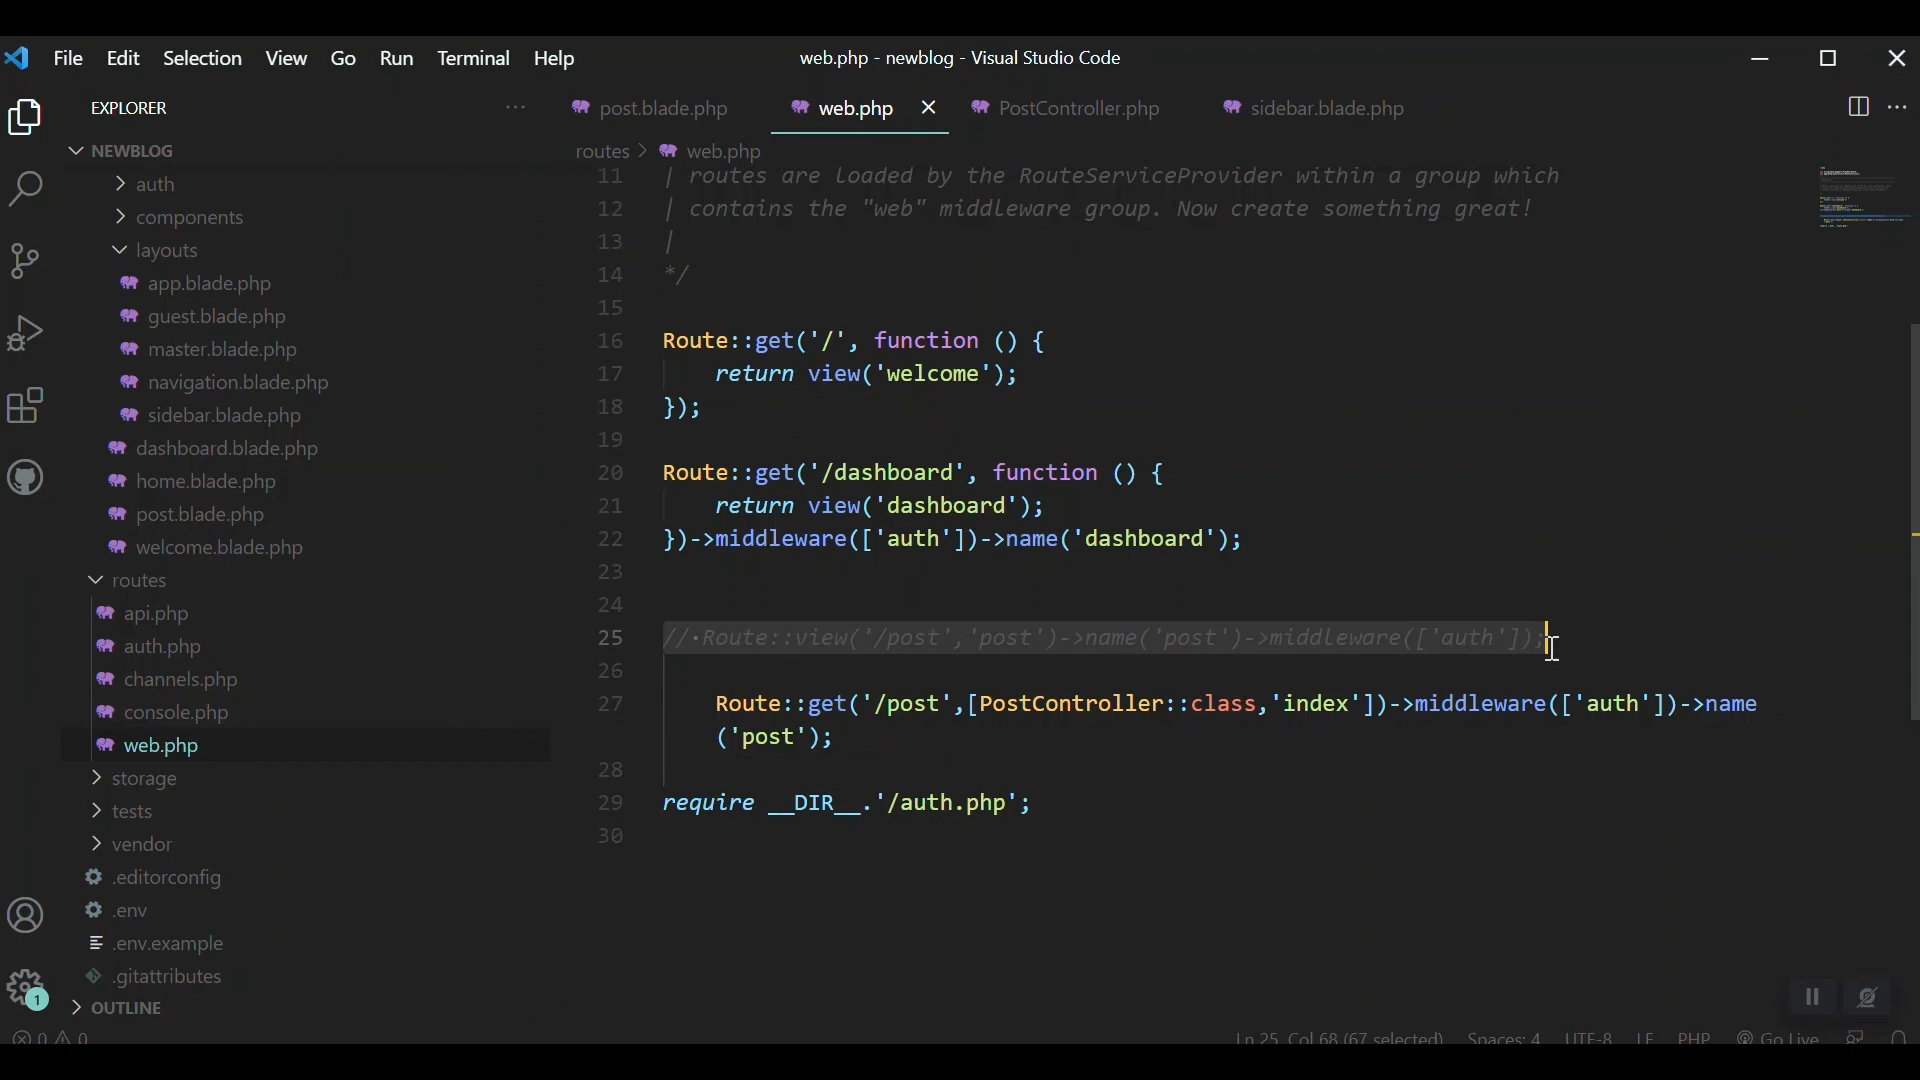 File Edit Selection View Go Run Terminal Help
web.php - newblog - Visual Studio Code
EXPLORER ···
post.blade.php
web.php
PostController.php
sidebar.blade.php
NEWBLOG
auth
components
layouts
app.blade.php
guest.blade.php
master.blade.php
navigation.blade.php
sidebar.blade.php
dashboard.blade.php
home.blade.php
post.blade.php
welcome.blade.php
routes
api.php
auth.php
channels.php
console.php
web.php
storage
tests
vendor
.editorconfig
.env
.env.example
.gitattributes
OUTLINE
1
routes > web.php
11 | routes are loaded by the RouteServiceProvider within a group which
12 | contains the "web" middleware group. Now create something great!
13 |
14 */
15
16 Route::get('/', function () {
17 return view('welcome');
18 });
19
20 Route::get('/dashboard', function () {
21 return view('dashboard');
22 })->middleware(['auth'])->name('dashboard');
23
24
25 //·Route::view('/post','post')->name('post')->middleware(['auth']);
26
27 Route::get('/post',[PostController::class,'index'])->middleware(['auth'])->name
('post');
28
29 require __DIR__.'/auth.php';
30
0 0
Ln 25, Col 68 (67 selected) Spaces: 4 UTF-8 LF PHP Go Live